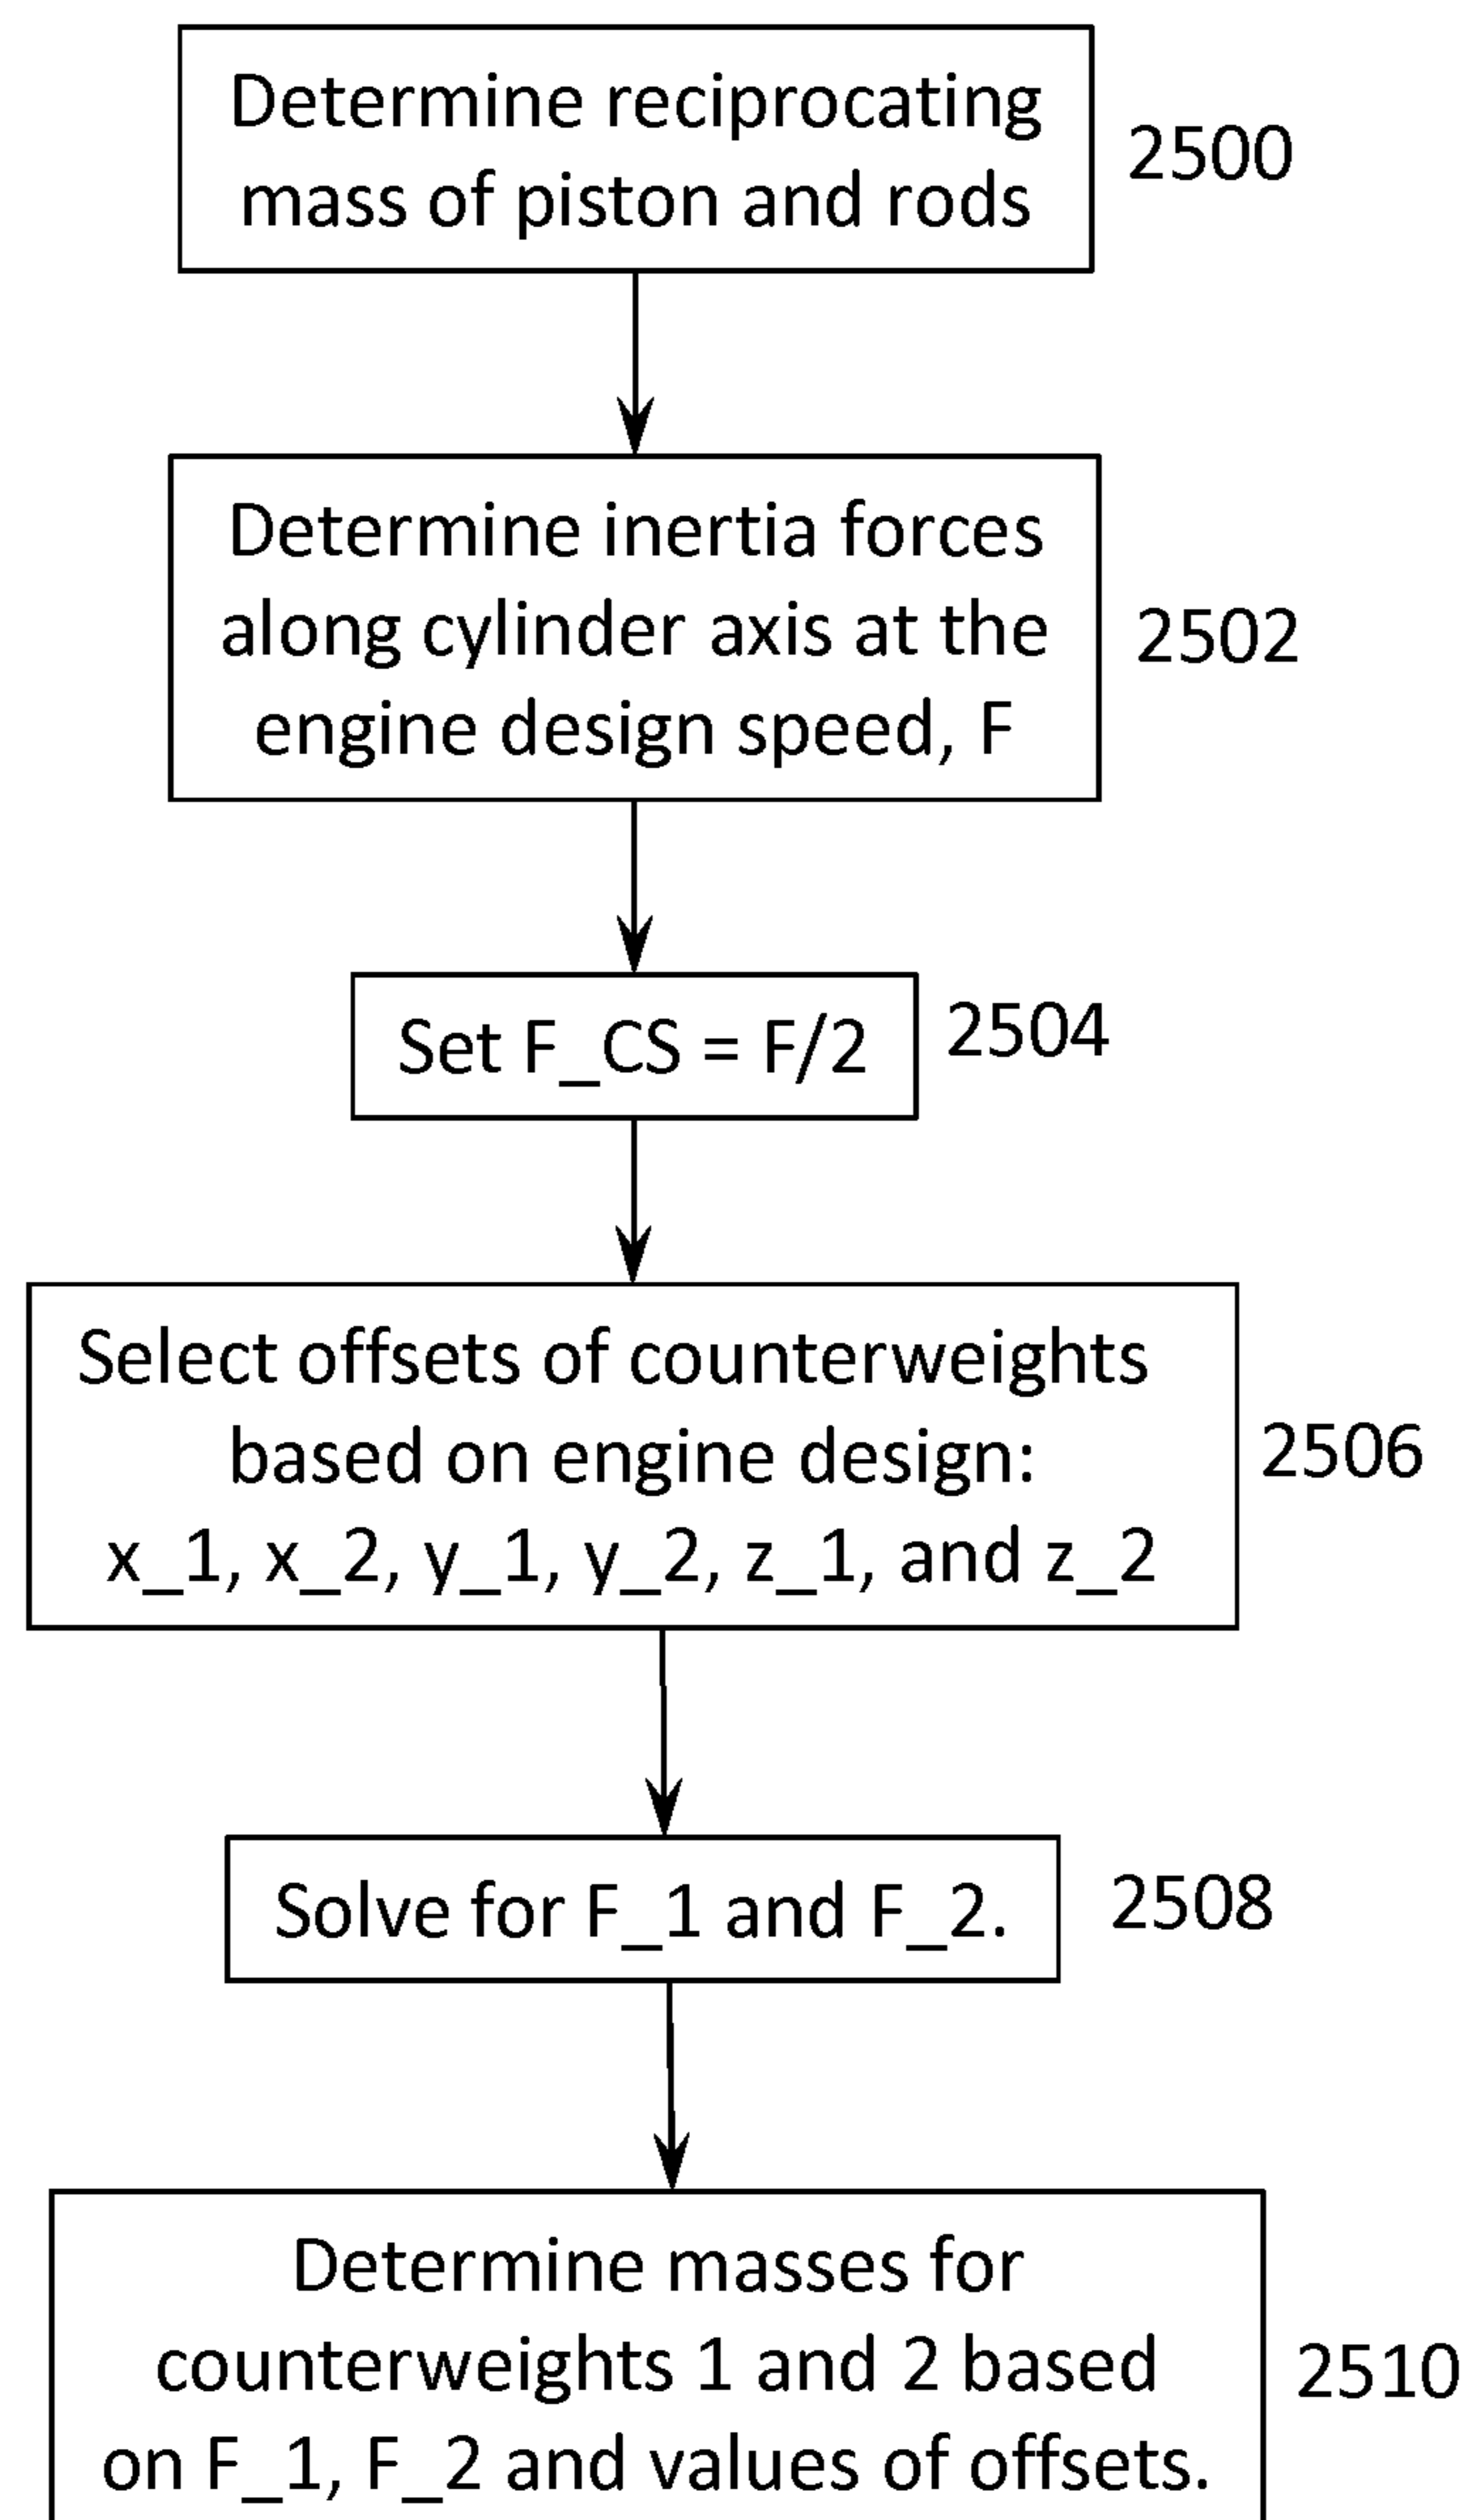 Determine reciprocating
mass of piston and rods
2500
Determine inertia forces
along cylinder axis at the
engine design speed, F
2502
Set F_CS = F/2
2504
Select offsets of counterweights
based on engine design:
x_1, x_2, y_1, y_2, z_1, and z_2
2506
Solve for F_1 and F_2.
2508
Determine masses for
counterweights 1 and 2 based
on F_1, F_2 and values of offsets.
2510